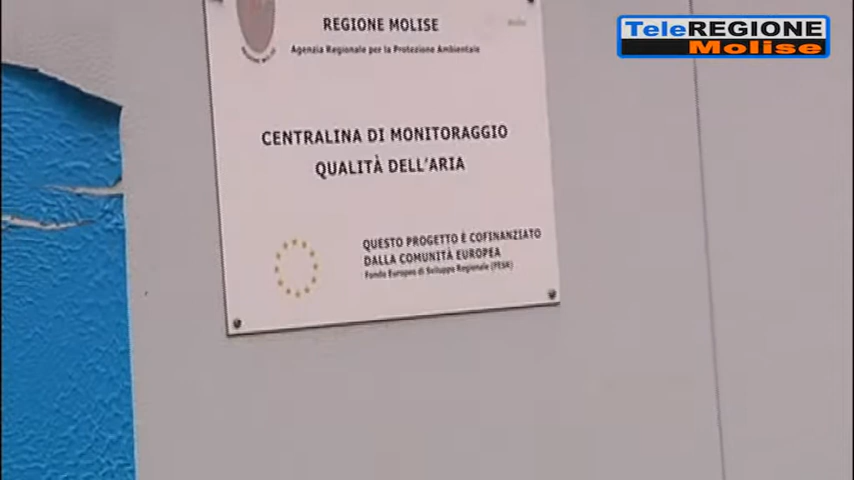 TeleREGIONE
Molise
REGIONE MOLISE
Agenzia Regionale per la Protezione Ambientale
CENTRALINA DI MONITORAGGIO
QUALITÀ DELL'ARIA
QUESTO PROGETTO È COFINANZIATO
DALLA COMUNITÀ EUROPEA
Fondo Europeo di Sviluppo Regionale (FESR)